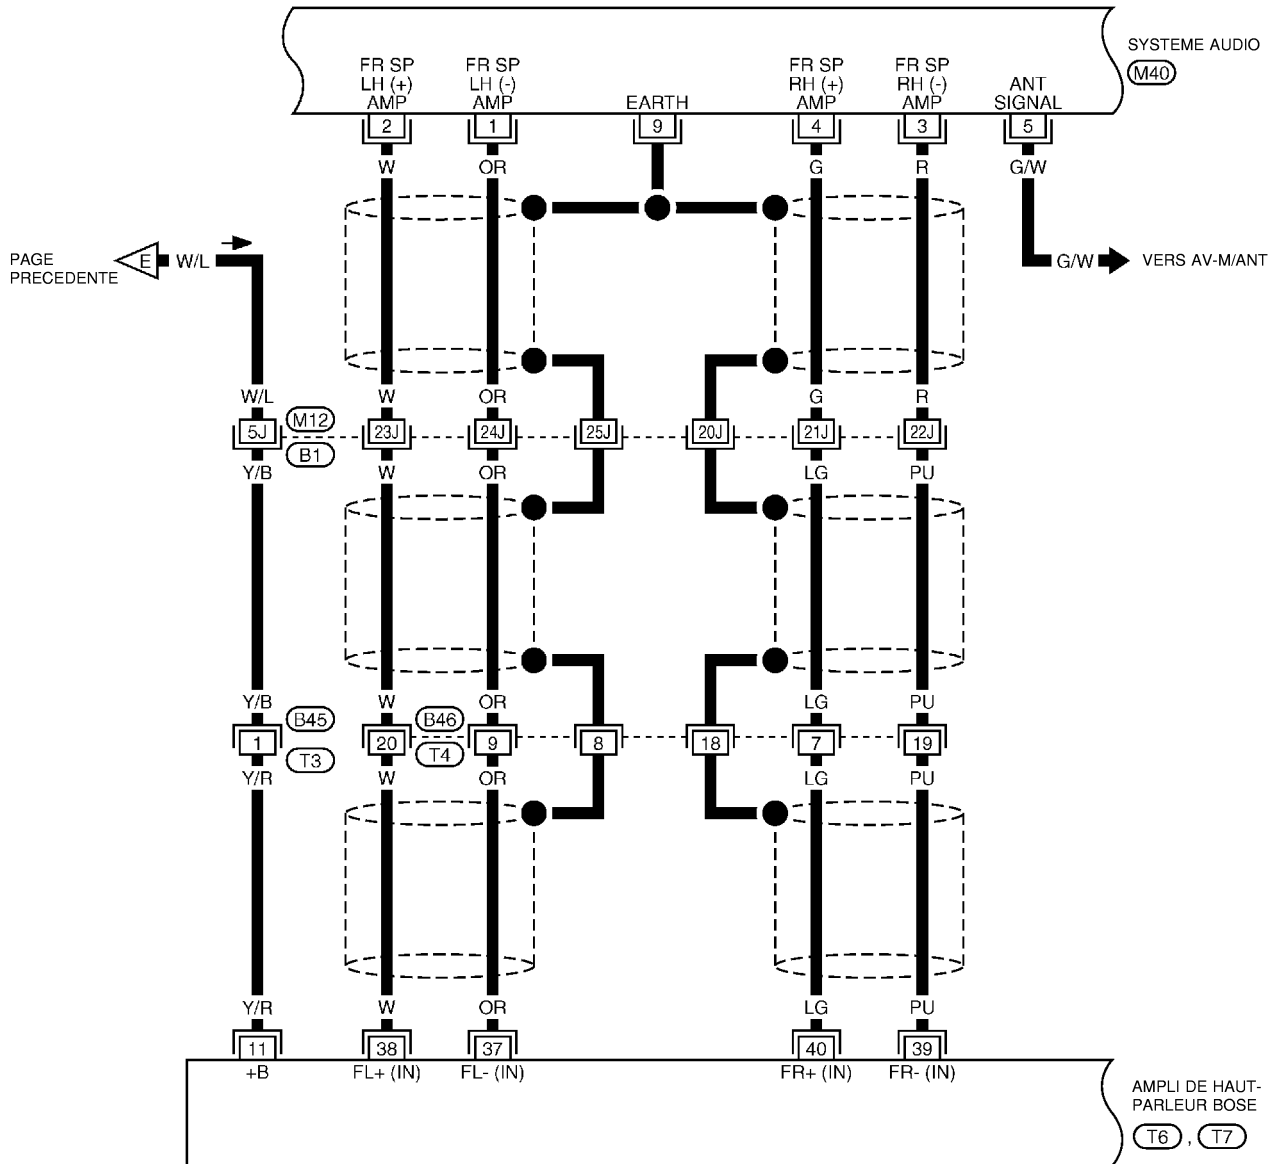 SYSTEME AUDIO
M40
FR SP LH (+) AMP
FR SP LH (-) AMP
EARTH
FR SP RH (+) AMP
FR SP RH (-) AMP
ANT SIGNAL
2 1 9 4 3 5
W OR G R G/W
PAGE PRECEDENTE
E W/L
G/W VERS AV-M/ANT
W/L W OR G R
M12
5J 23J 24J 25J 20J 21J 22J
B1
Y/B W OR LG PU
Y/B W OR LG PU
B45 B46
1 20 9 8 18 7 19
T3 T4
Y/R W OR LG PU
Y/R W OR LG PU
11 38 37 40 39
+B FL+ (IN) FL- (IN) FR+ (IN) FR- (IN)
AMPLI DE HAUT-
PARLEUR BOSE
T6 , T7